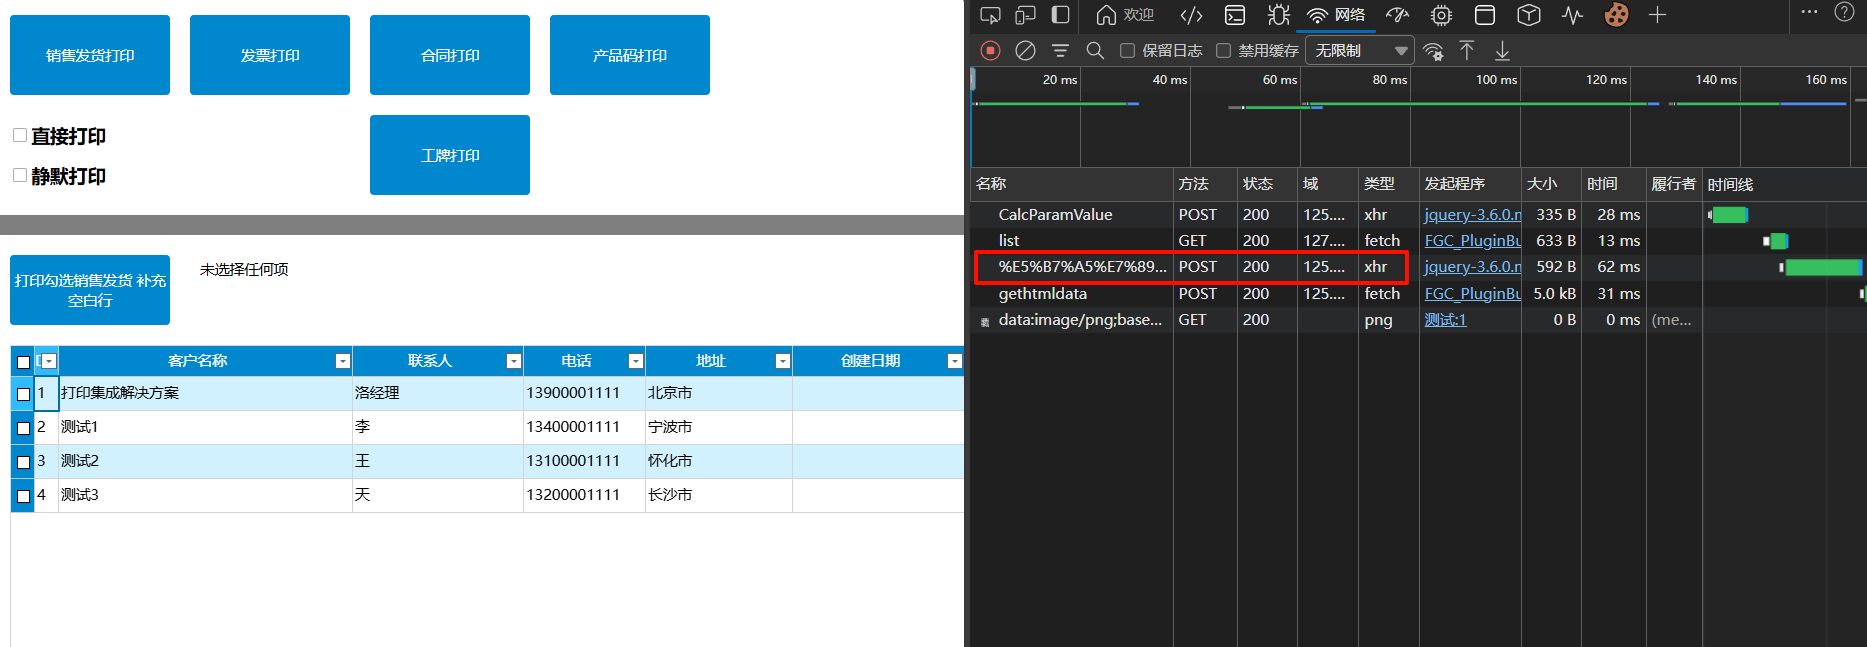 销售发货打印 发票打印 合同打印 产品码打印
直接打印
静默打印
工牌打印
打印勾选销售发货 补充
空白行
未选择任何项
客户名称 联系人 电话 地址 创建日期
1 打印集成解决方案 洛经理 13900001111 北京市
2 测试1 李 13400001111 宁波市
3 测试2 王 13100001111 怀化市
4 测试3 天 13200001111 长沙市
欢迎 网络
保留日志 禁用缓存 无限制
20 ms 40 ms 60 ms 80 ms 100 ms 120 ms 140 ms 160 ms
名称 方法 状态 域 类型 发起程序 大小 时间 履行者 时间线
CalcParamValue POST 200 125.... xhr jquery-3.6.0.n 335 B 28 ms
list GET 200 127.... fetch FGC_PluginBu 633 B 13 ms
%E5%B7%A5%E7%89... POST 200 125.... xhr jquery-3.6.0.n 592 B 62 ms
gethtmldata POST 200 125.... fetch FGC_PluginBu 5.0 kB 31 ms
data:image/png;base... GET 200 png 测试:1 0 B 0 ms (me...